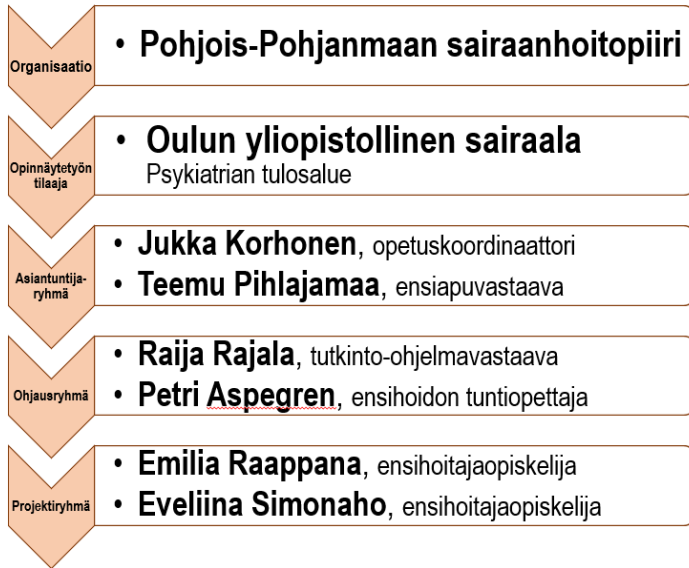 Organisaatio
• Pohjois-Pohjanmaan sairaanhoitopiiri
Opinnäytetyön
tilaaja
• Oulun yliopistollinen sairaala
Psykiatrian tulosalue
Asiantuntija-
ryhmä
• Jukka Korhonen, opetuskoordinaattori
• Teemu Pihlajamaa, ensiapuvastaava
Ohjausryhmä
• Raija Rajala, tutkinto-ohjelmavastaava
• Petri Aspegren, ensihoidon tuntiopettaja
Projektiryhmä
• Emilia Raappana, ensihoitajaopiskelija
• Eveliina Simonaho, ensihoitajaopiskelija